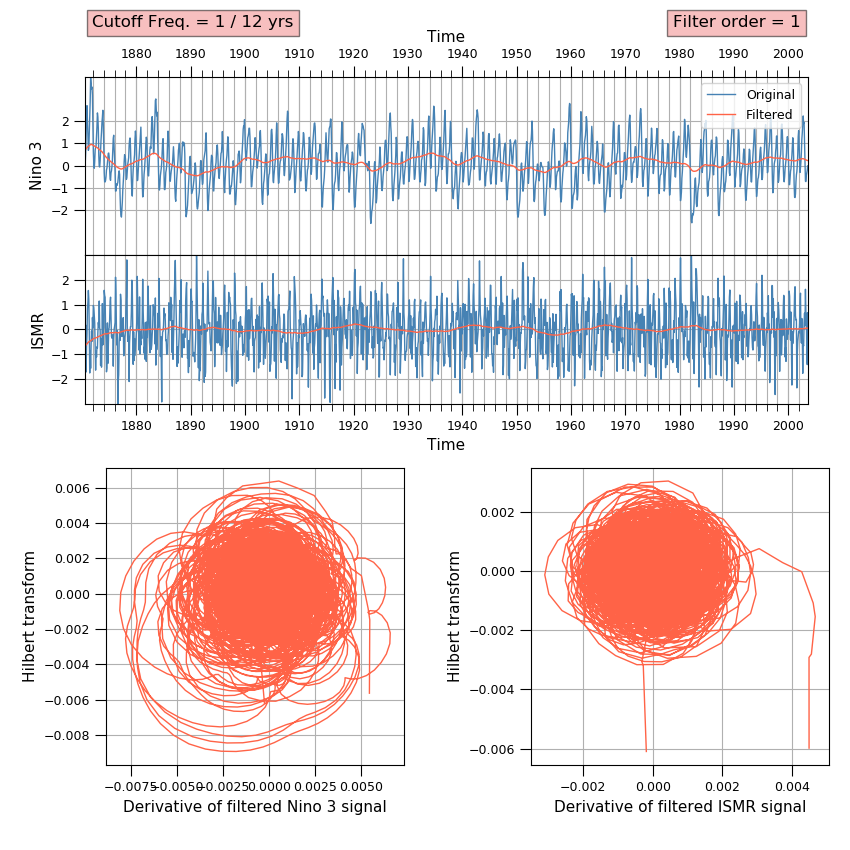 Cutoff Freq. = 1 / 12 yrs
Filter order = 1
Time
1880 1890 1900 1910 1920 1930 1940 1950 1960 1970 1980 1990 2000
Original
Filtered
Nino 3
2
1
0
−1
−2
ISMR
2
1
0
−1
−2
1880 1890 1900 1910 1920 1930 1940 1950 1960 1970 1980 1990 2000
Time
Hilbert transform
0.006
0.004
0.002
0.000
−0.002
−0.004
−0.006
−0.008
−0.0075 −0.0050 −0.0025 0.0000 0.0025 0.0050
Derivative of filtered Nino 3 signal
Hilbert transform
0.002
0.000
−0.002
−0.004
−0.006
−0.002 0.000 0.002 0.004
Derivative of filtered ISMR signal